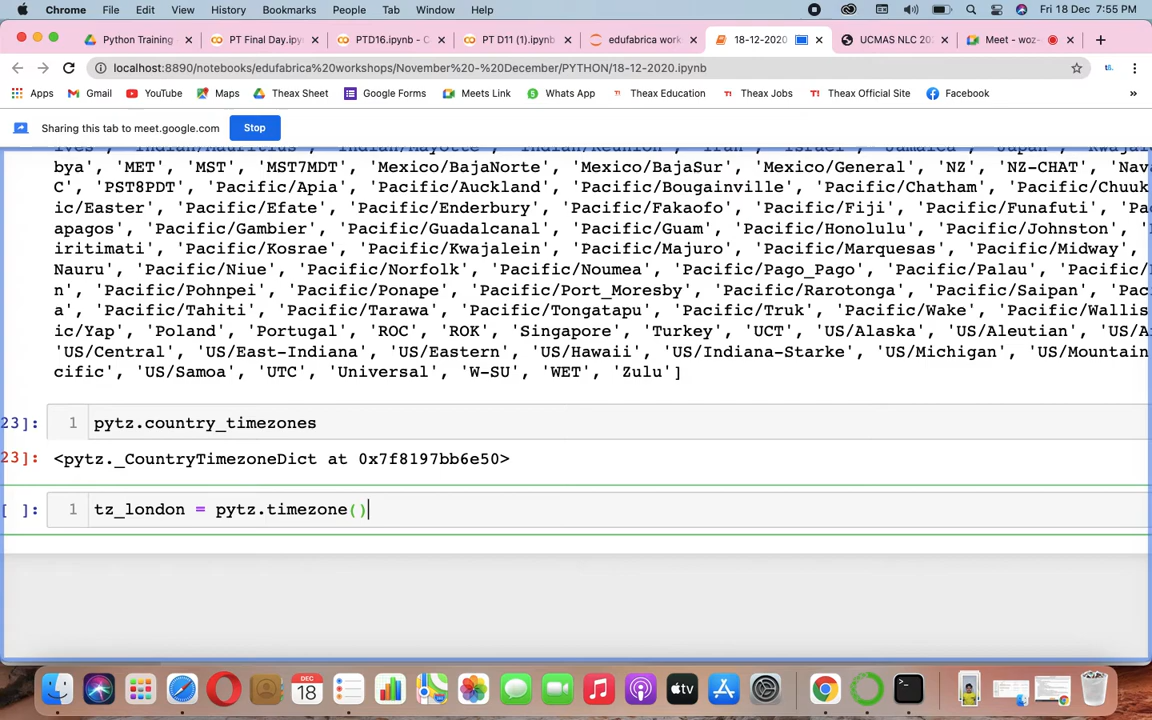 Chrome File Edit View History Bookmarks People Tab Window Help Fri 18 Dec 7:55 PM
Python Training PT Final Day.ipy PTD16.ipynb - C PT D11 (1).ipynb edufabrica work 18-12-2020 UCMAS NLC 20 Meet - woz-
localhost:8890/notebooks/edufabrica%20workshops/November%20-%20December/PYTHON/18-12-2020.ipynb
Apps Gmail YouTube Maps Theax Sheet Google Forms Meets Link Whats App Theax Education Theax Jobs Theax Official Site Facebook »
Sharing this tab to meet.google.com Stop
bya', 'MET', 'MST', 'MST7MDT', 'Mexico/BajaNorte', 'Mexico/BajaSur', 'Mexico/General', 'NZ', 'NZ-CHAT', 'Nava
C', 'PST8PDT', 'Pacific/Apia', 'Pacific/Auckland', 'Pacific/Bougainville', 'Pacific/Chatham', 'Pacific/Chuuk
ic/Easter', 'Pacific/Efate', 'Pacific/Enderbury', 'Pacific/Fakaofo', 'Pacific/Fiji', 'Pacific/Funafuti', 'Pac
apagos', 'Pacific/Gambier', 'Pacific/Guadalcanal', 'Pacific/Guam', 'Pacific/Honolulu', 'Pacific/Johnston',
iritimati', 'Pacific/Kosrae', 'Pacific/Kwajalein', 'Pacific/Majuro', 'Pacific/Marquesas', 'Pacific/Midway',
Nauru', 'Pacific/Niue', 'Pacific/Norfolk', 'Pacific/Noumea', 'Pacific/Pago_Pago', 'Pacific/Palau', 'Pacific/
n', 'Pacific/Pohnpei', 'Pacific/Ponape', 'Pacific/Port_Moresby', 'Pacific/Rarotonga', 'Pacific/Saipan', 'Pac
a', 'Pacific/Tahiti', 'Pacific/Tarawa', 'Pacific/Tongatapu', 'Pacific/Truk', 'Pacific/Wake', 'Pacific/Wallis
ic/Yap', 'Poland', 'Portugal', 'ROC', 'ROK', 'Singapore', 'Turkey', 'UCT', 'US/Alaska', 'US/Aleutian', 'US/A
'US/Central', 'US/East-Indiana', 'US/Eastern', 'US/Hawaii', 'US/Indiana-Starke', 'US/Michigan', 'US/Mountain
cific', 'US/Samoa', 'UTC', 'Universal', 'W-SU', 'WET', 'Zulu']
23]: 1 pytz.country_timezones
23]: <pytz._CountryTimezoneDict at 0x7f8197bb6e50>
[ ]: 1 tz_london = pytz.timezone()
DEC
18
tv